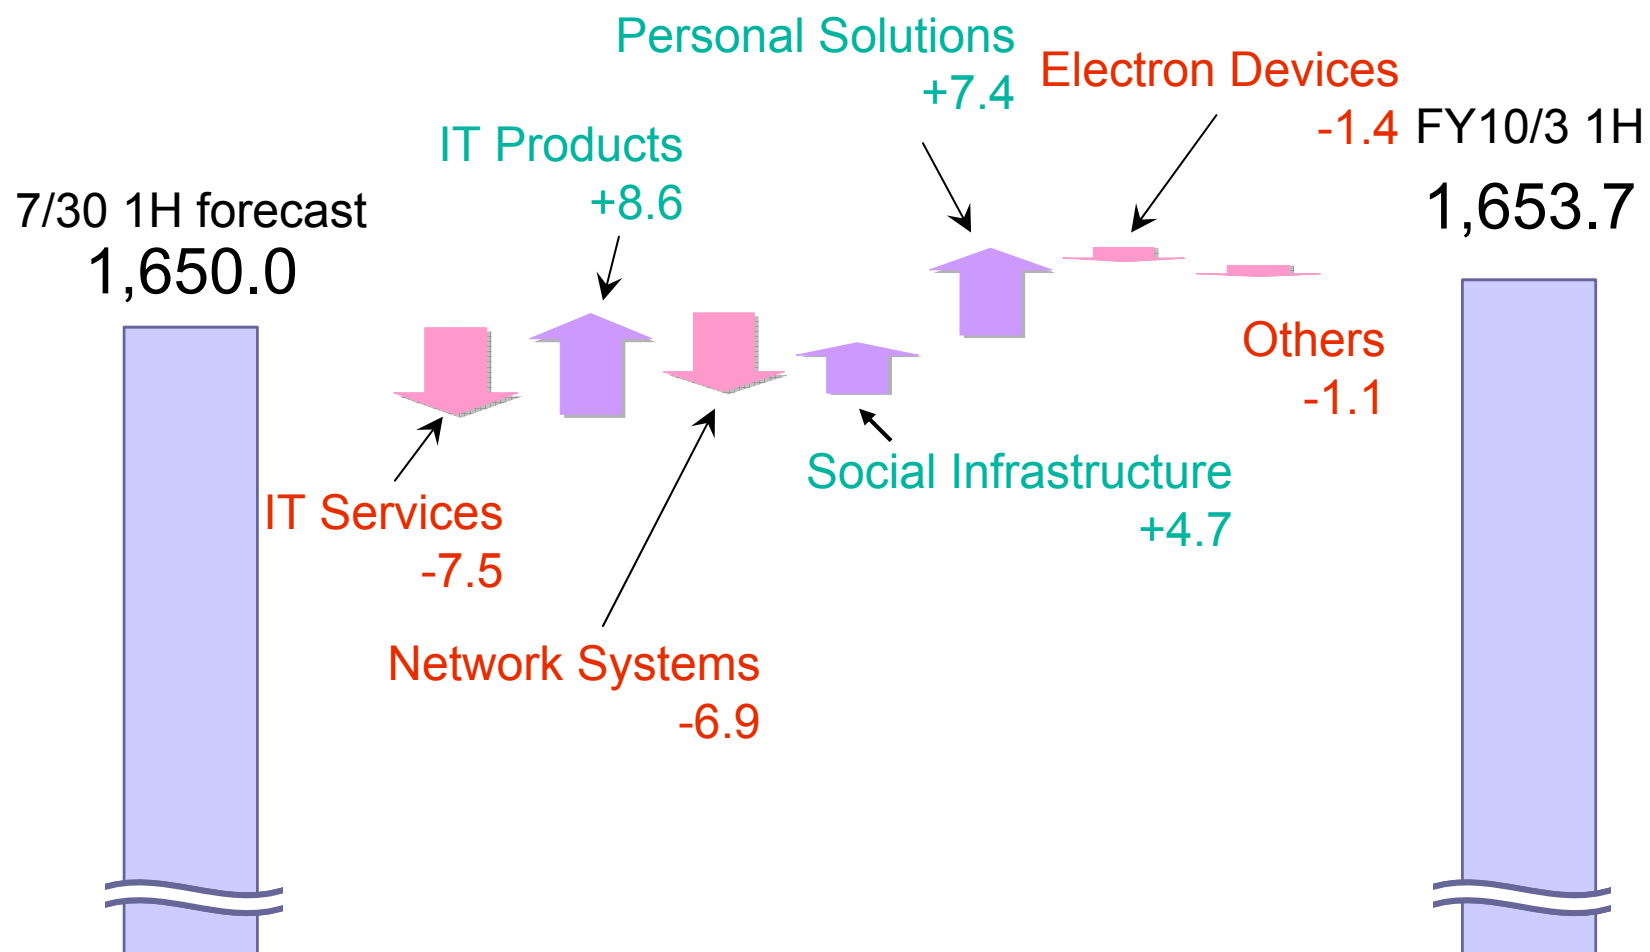 Personal Solutions
+7.4
Electron Devices
-1.4
FY10/3 1H
1,653.7
IT Products
+8.6
7/30 1H forecast
1,650.0
Others
-1.1
Social Infrastructure
+4.7
IT Services
-7.5
Network Systems
-6.9